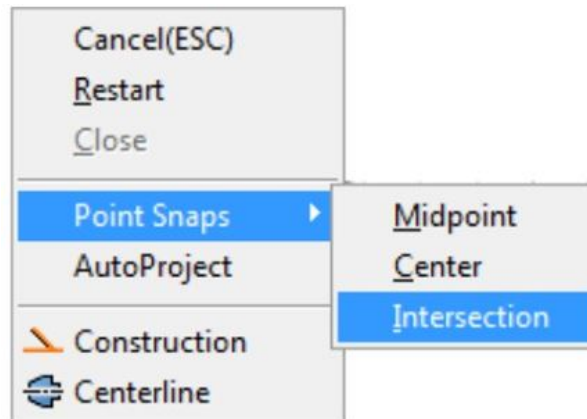 Cancel(ESC)
Restart
Close
Point Snaps
AutoProject
Construction
Centerline
Midpoint
Center
Intersection